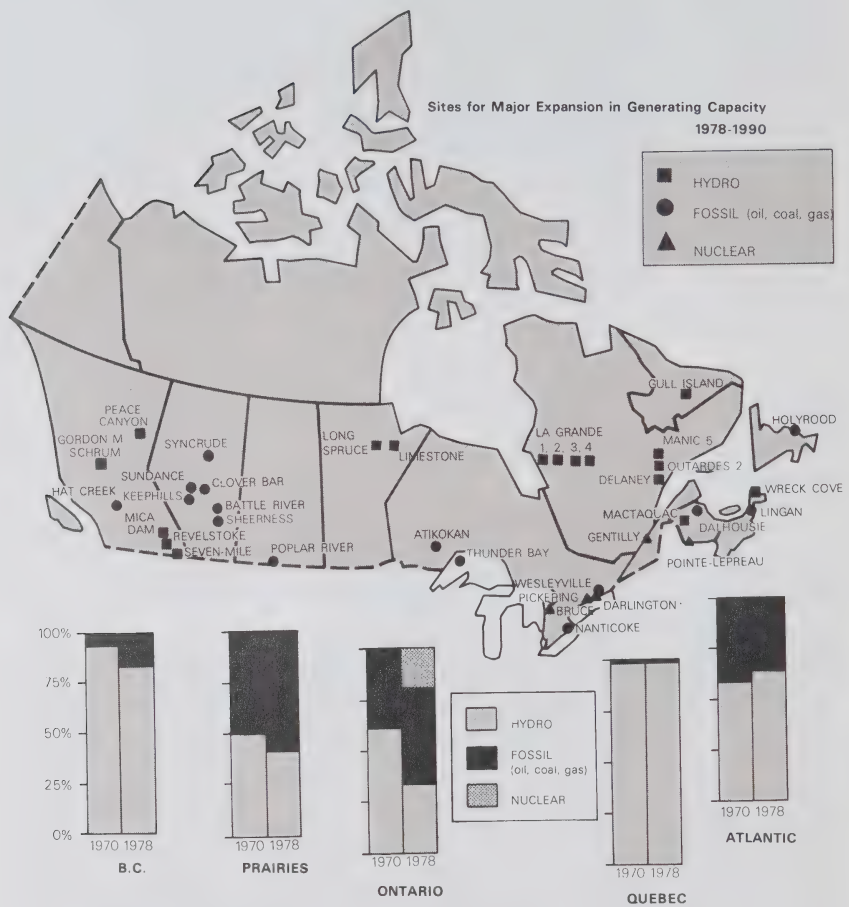 Sites for Major Expansion in Generating Capacity
1978-1990
HYDRO
FOSSIL (oil, coal, gas)
NUCLEAR
PEACE
CANYON
GORDON M
SCHRUM
SYNCRUDE
SUNDANCE
CLOVER BAR
HAT CREEK
KEEPHILLS
BATTLE RIVER
SHEERNESS
MICA
DAM
REVELSTOKE
SEVEN-MILE
POPLAR RIVER
LONG
SPRUCE
LIMESTONE
ATIKOKAN
THUNDER BAY
LA GRANDE
1, 2, 3, 4
GULL ISLAND
HOLYROOD
MANIC 5
OUTARDES 2
DELANEY
WRECK COVE
MACTAQUAC
LINGAN
DALHOUSIE
GENTILLY
POINTE-LEPREAU
WESLEYVILLE
PICKERING
DARLINGTON
BRUCE
NANTICOKE
100%
75%
50%
25%
0%
1970 1978
B.C.
1970 1978
PRAIRIES
1970 1978
ONTARIO
HYDRO
FOSSIL
(oil, coal, gas)
NUCLEAR
1970 1978
QUEBEC
1970 1978
ATLANTIC